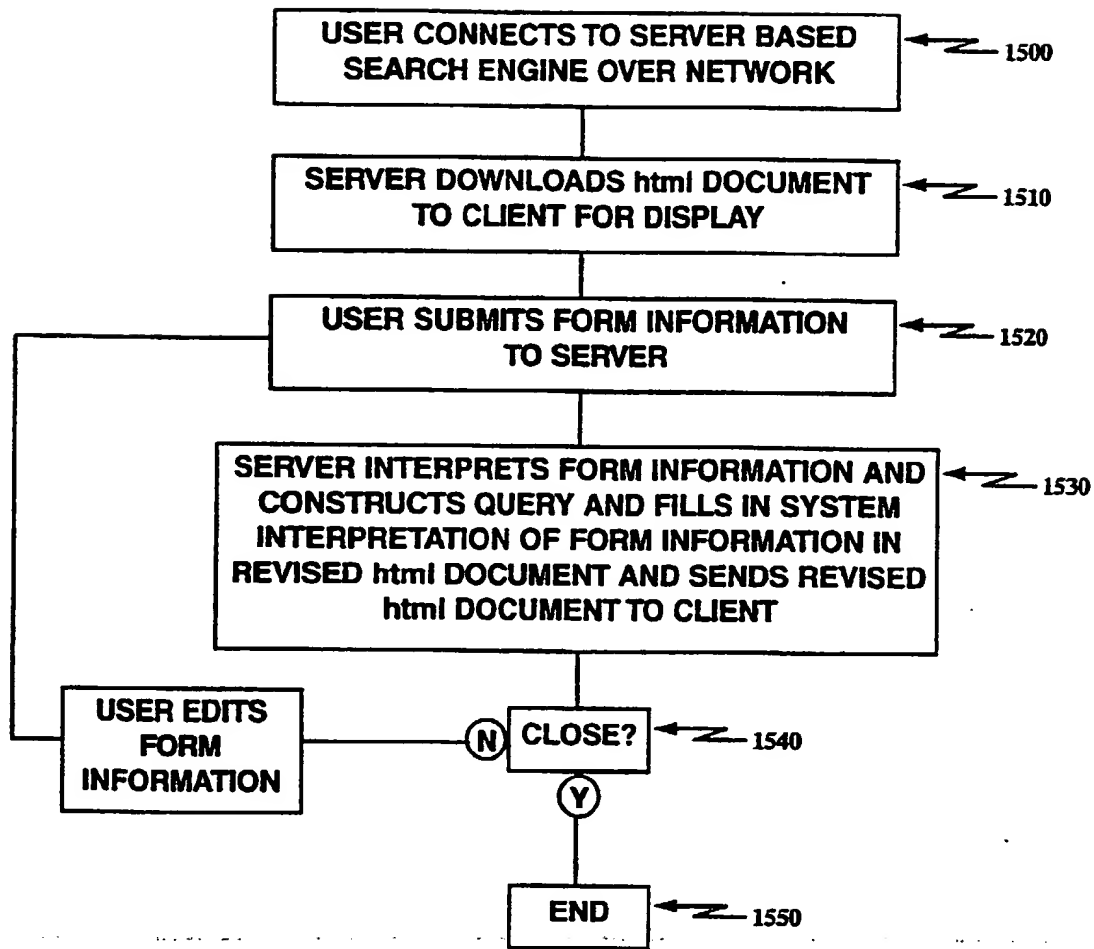 USER CONNECTS TO SERVER BASED
SEARCH ENGINE OVER NETWORK
1500
SERVER DOWNLOADS html DOCUMENT
TO CLIENT FOR DISPLAY
1510
USER SUBMITS FORM INFORMATION
TO SERVER
1520
SERVER INTERPRETS FORM INFORMATION AND
CONSTRUCTS QUERY AND FILLS IN SYSTEM
INTERPRETATION OF FORM INFORMATION IN
REVISED html DOCUMENT AND SENDS REVISED
html DOCUMENT TO CLIENT
1530
USER EDITS
FORM
INFORMATION
N
CLOSE?
1540
Y
END
1550